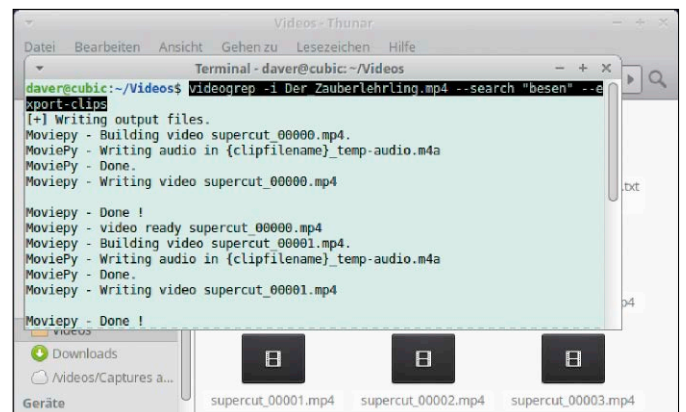 Videos - Thunar
Datei Bearbeiten Ansicht Gehen zu Lesezeichen Hilfe
Terminal - daver@cubic: ~/Videos
daver@cubic:~/Videos$ videogrep -i Der_Zauberlehrling.mp4 --search "besen" --e
xport-clips
[+] Writing output files.
Moviepy - Building video supercut_00000.mp4.
MoviePy - Writing audio in {clipfilename}_temp-audio.m4a
MoviePy - Done.
Moviepy - Writing video supercut_00000.mp4
Moviepy - Done !
Moviepy - video ready supercut_00000.mp4
Moviepy - Building video supercut_00001.mp4.
MoviePy - Writing audio in {clipfilename}_temp-audio.m4a
MoviePy - Done.
Moviepy - Writing video supercut_00001.mp4
Moviepy - Done !
.txt
p4
Videos
Downloads
/Videos/Captures a...
Geräte
supercut_00001.mp4 supercut_00002.mp4 supercut_00003.mp4